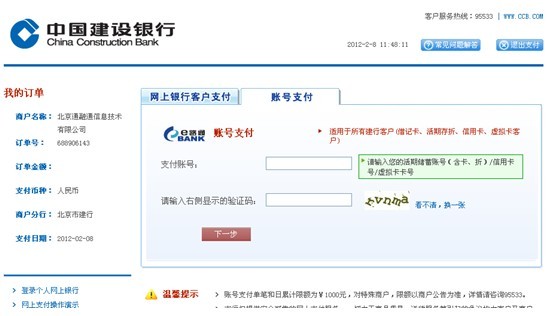 中国建设银行
China Construction Bank
客户服务热线：95533 | WWW.CCB.COM
2012-2-8 11:48:11 常见问题解答 退出支付
我的订单
商户名称： 北京通融通信息技术
有限公司
订单号： 688906143
订单金额：
支付币种： 人民币
商户分行： 北京市建行
支付日期： 2012-02-08
登录个人网上银行
网上支付操作演示
网上银行客户支付 账号支付
e路通
BANK
账号支付
适用于所有建行客户(借记卡、活期存折、信用卡、虚拟卡客
户)
支付账号：
请输入您的活期储蓄账号(含卡、折)/信用卡
号/虚拟卡卡号
请输入右侧显示的验证码：
rvnma
看不清，换一张
下一步
温馨提示
账号支付单笔和日累计限额为￥1000元，对特殊商户，限额以商户公告为准，详情请咨询95533。